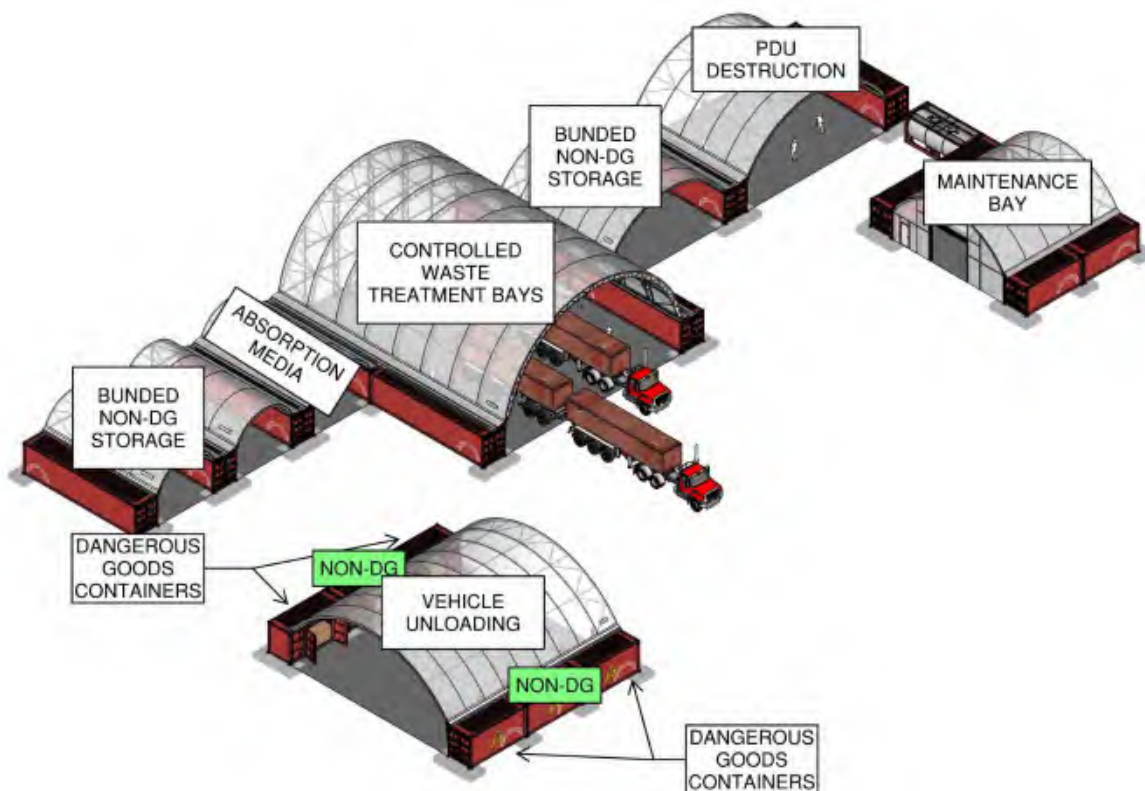 PDU
DESTRUCTION
BUNDED
NON-DG
STORAGE
MAINTENANCE
BAY
CONTROLLED
WASTE
TREATMENT BAYS
ABSORPTION
MEDIA
BUNDED
NON-DG
STORAGE
DANGEROUS
GOODS
CONTAINERS
NON-DG
VEHICLE
UNLOADING
NON-DG
DANGEROUS
GOODS
CONTAINERS